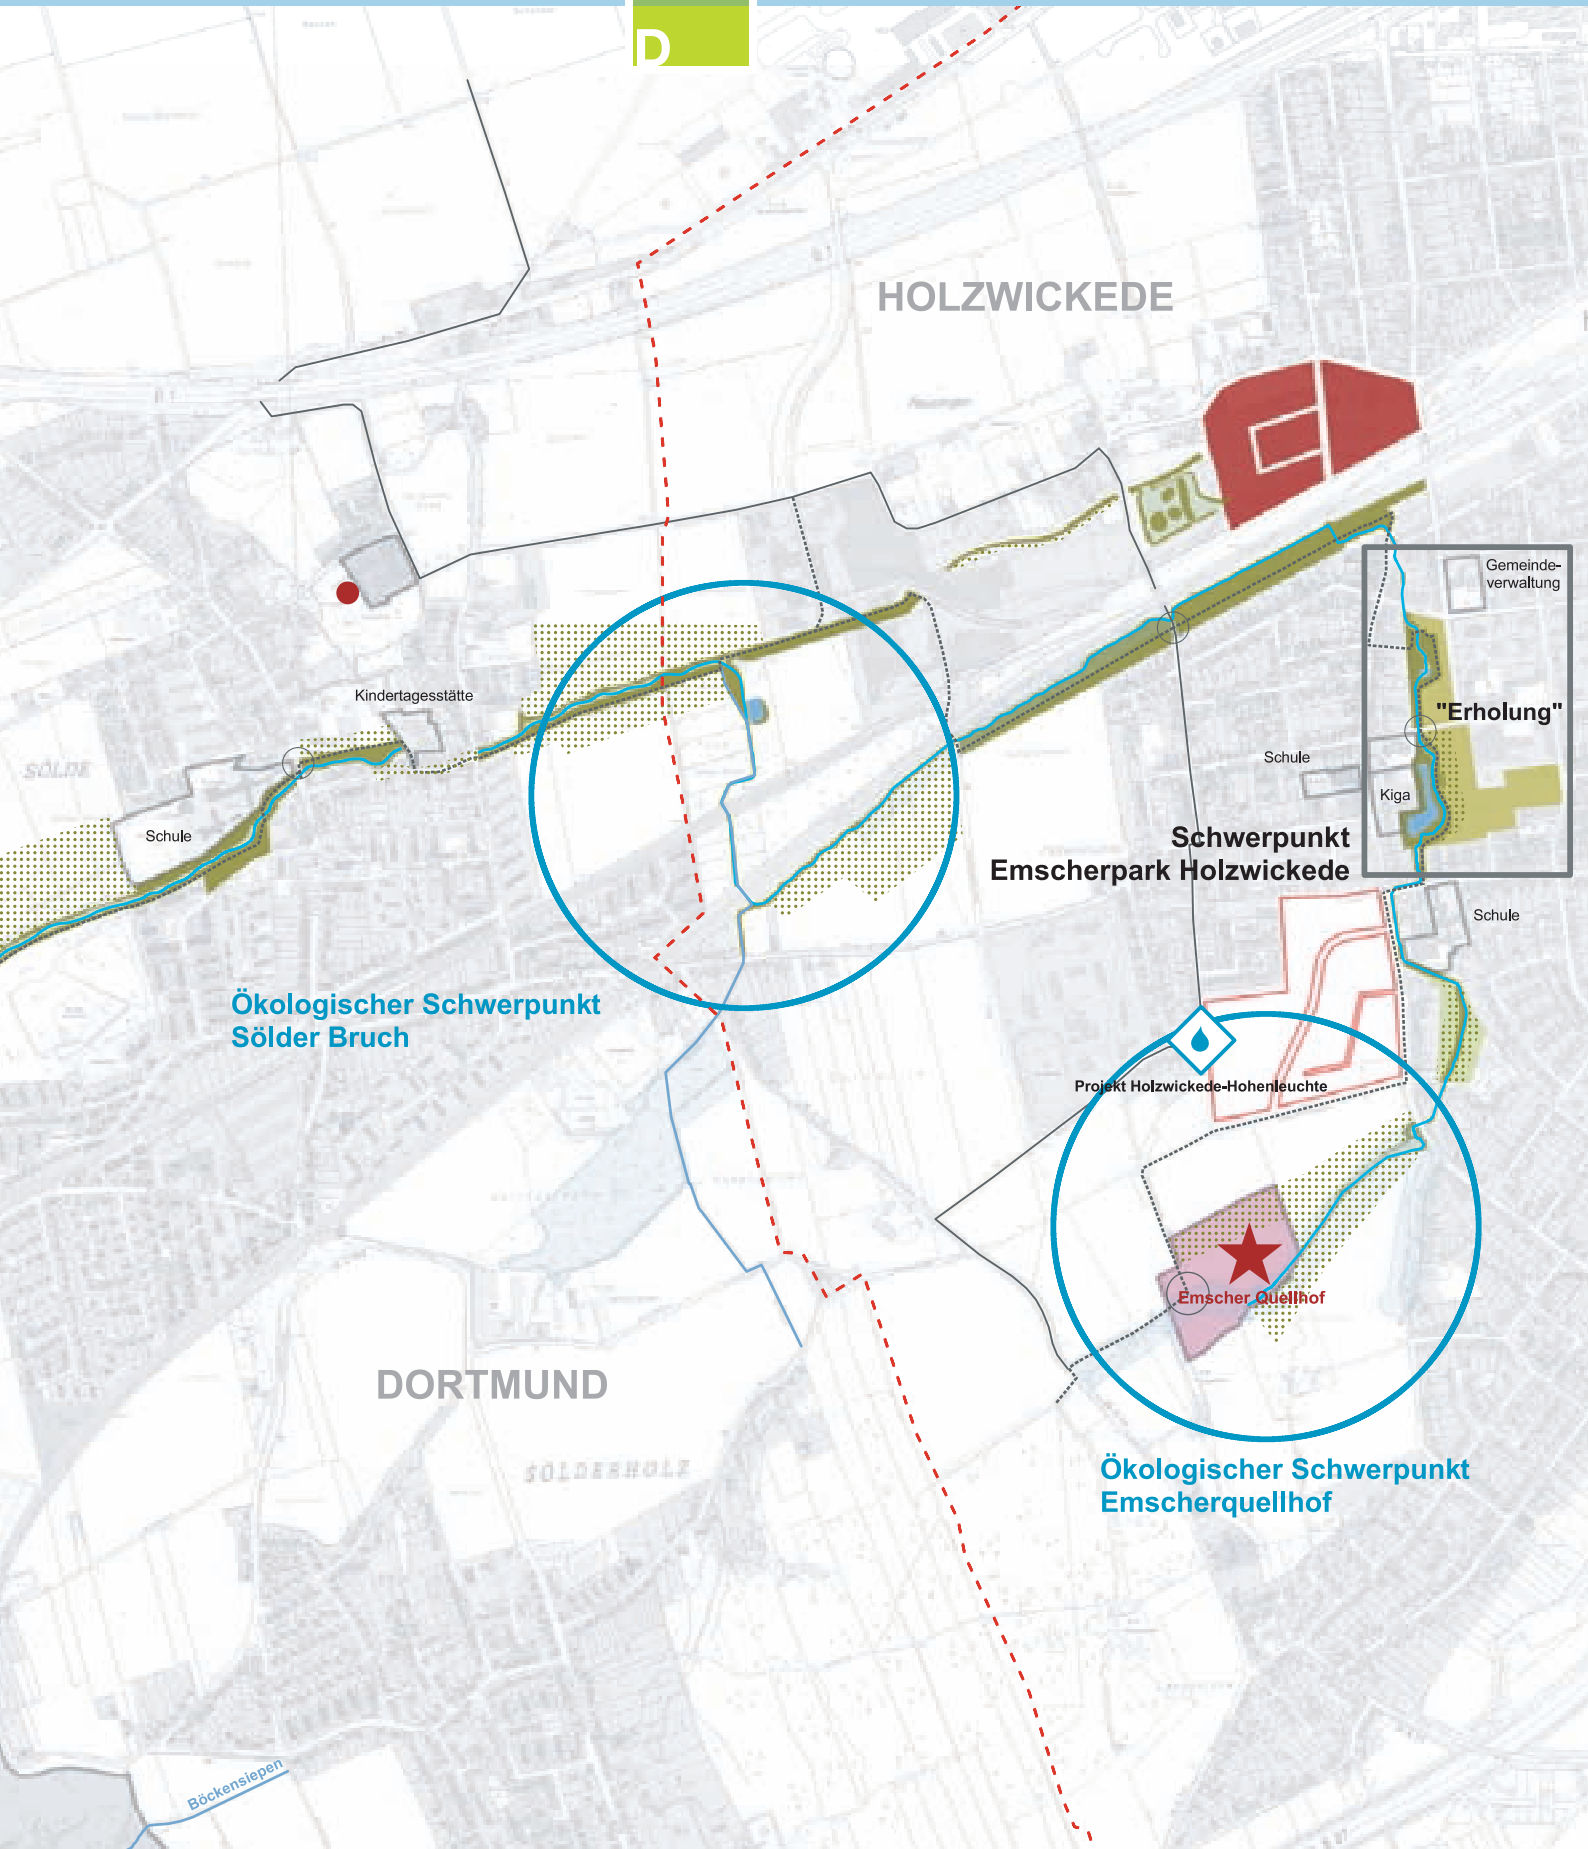 D
HOLZWICKEDE
Gemeinde-
verwaltung
Kindertagesstätte
"Erholung"
Schule
SÖLDE
Kiga
Schule
Schwerpunkt
Emscherpark Holzwickede
Schule
Ökologischer Schwerpunkt
Sölder Bruch
Projekt Holzwickede-Hohenleuchte
Emscher Quellhof
DORTMUND
SÖLDERHOLZ
Ökologischer Schwerpunkt
Emscherquellhof
Böckensiepen